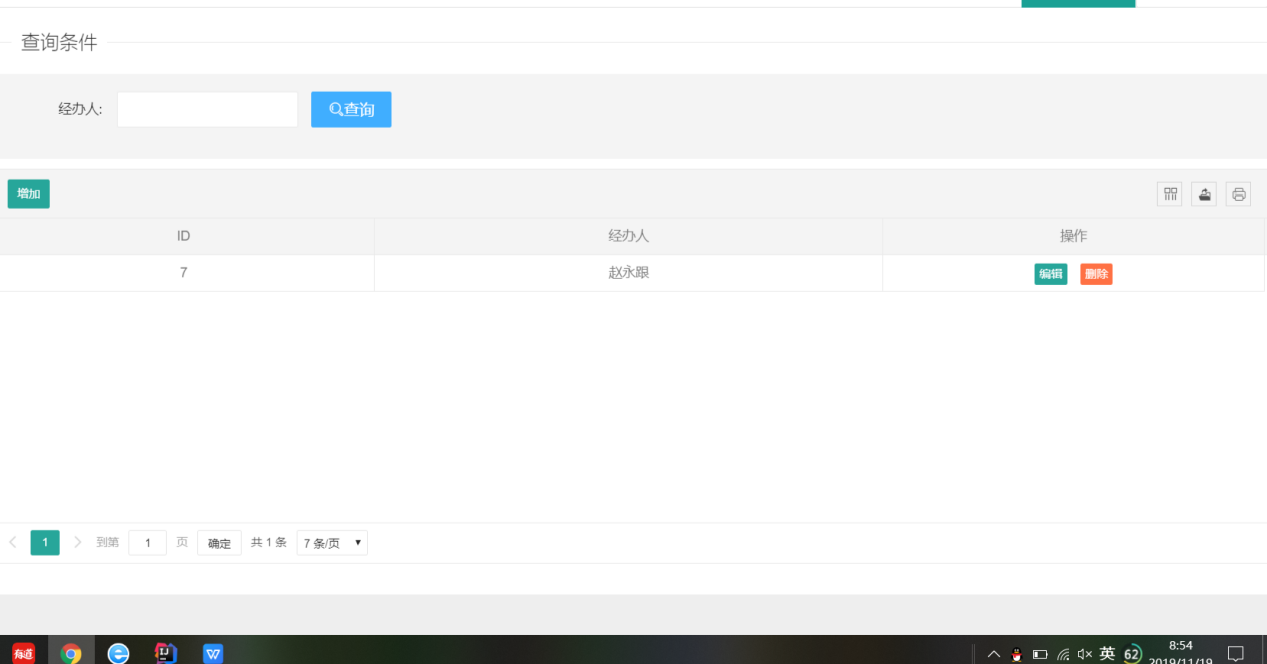 查询条件
经办人: 查询
增加
ID 经办人 操作
7 赵永跟 编辑 删除
1 到第 1 页 确定 共 1 条 7 条/页
有道 英 62 8:54
2019/11/19